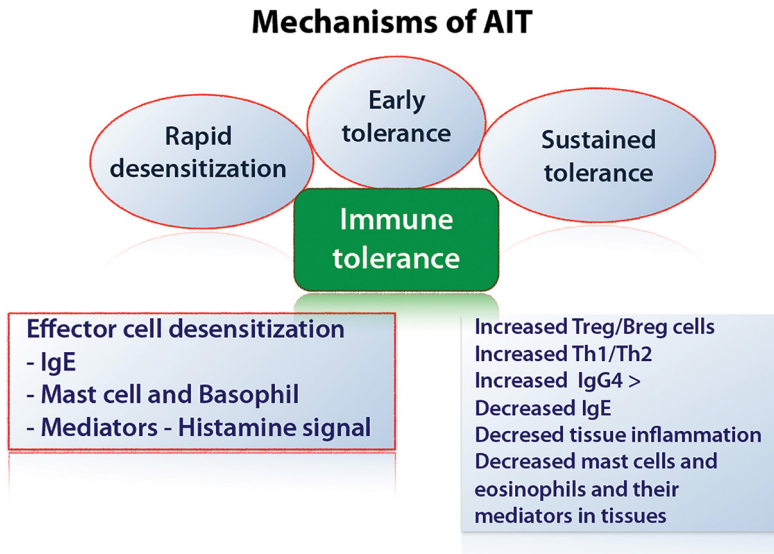 Mechanisms of AIT
Rapid
desensitization
Early
tolerance
Sustained
tolerance
Immune
tolerance
Effector cell desensitization
- IgE
- Mast cell and Basophil
- Mediators - Histamine signal
Increased Treg/Breg cells
Increased Th1/Th2
Increased IgG4 >
Decreased IgE
Decresed tissue inflammation
Decreased mast cells and
eosinophils and their
mediators in tissues